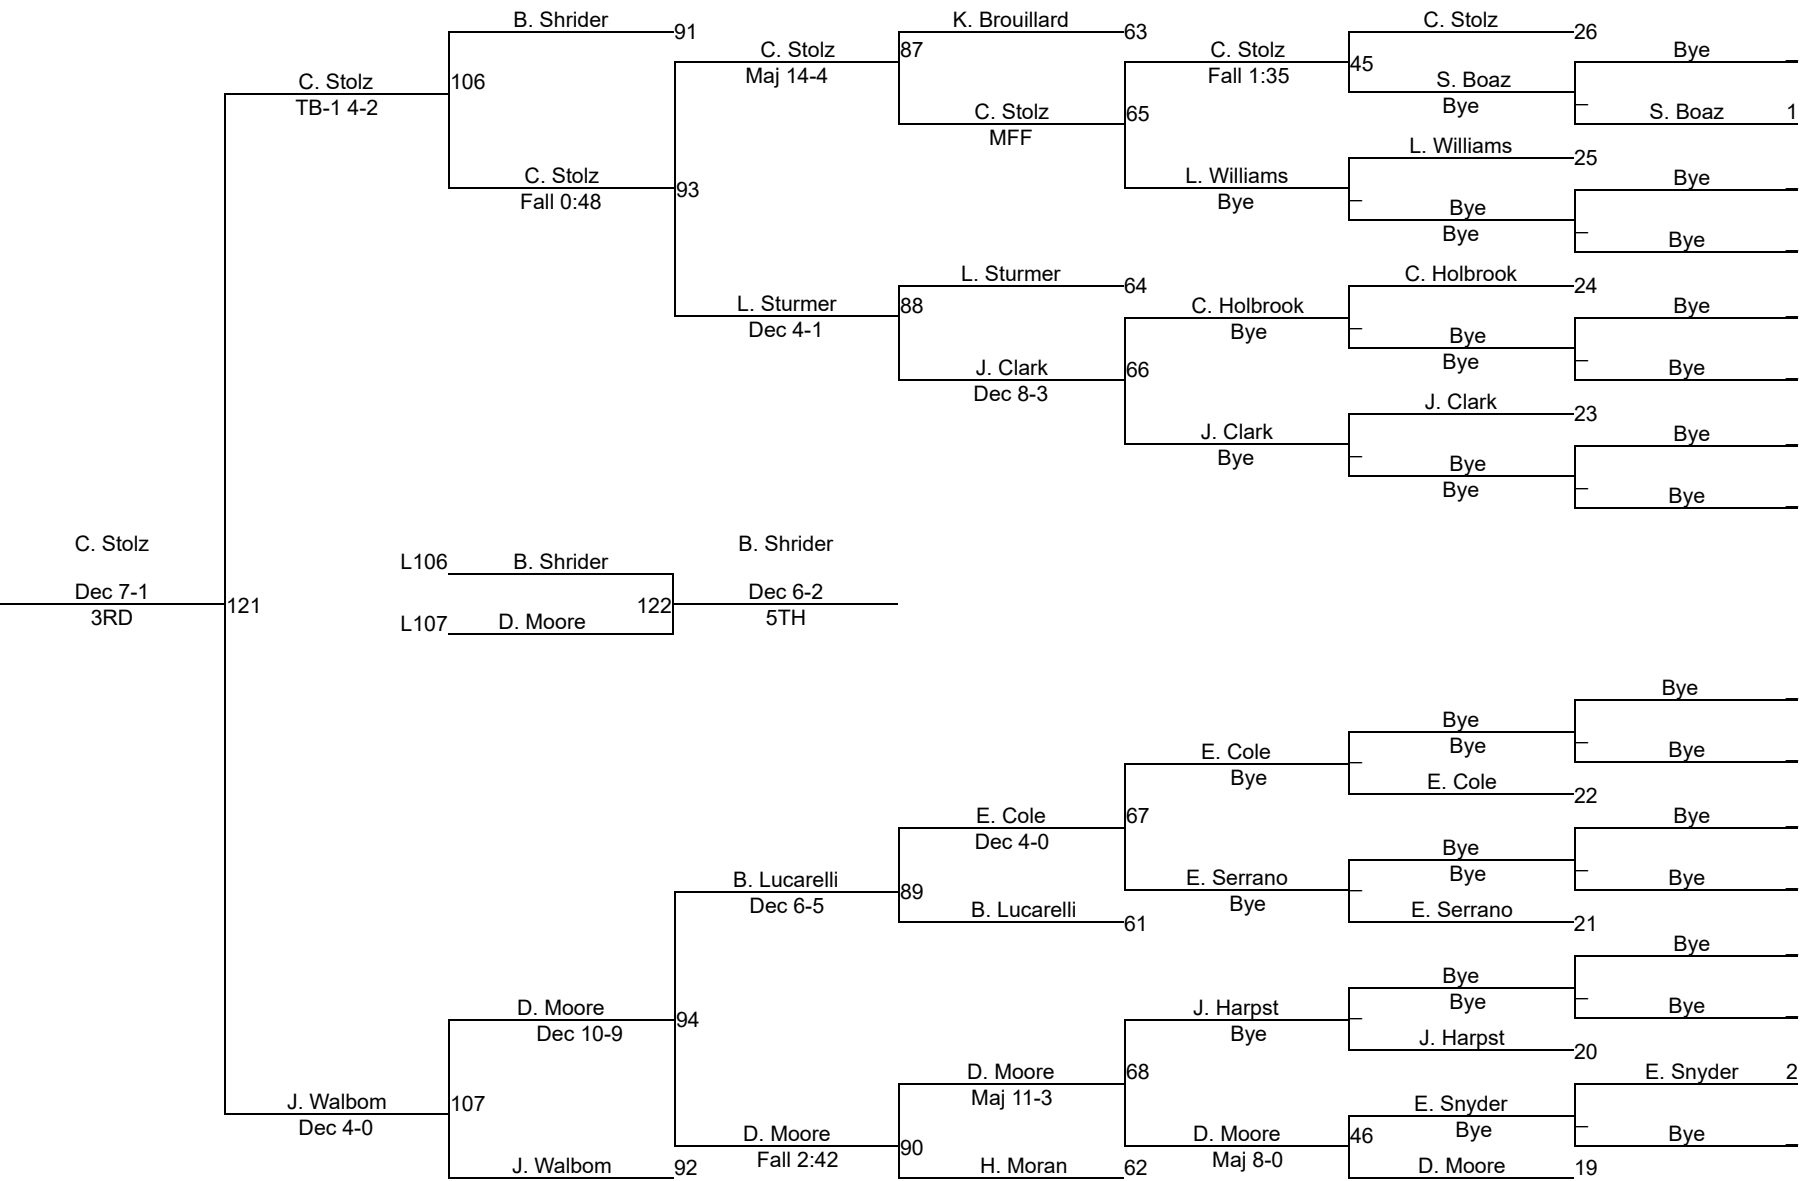 B. Shrider 91 K. Brouillard 63 C. Stolz 26
C. Stolz 87 C. Stolz 45 Bye
Maj 14-4 Fall 1:35
C. Stolz 106 S. Boaz
TB-1 4-2 Bye
C. Stolz 65 S. Boaz 1
MFF
L. Williams 25
C. Stolz 93 L. Williams Bye
Fall 0:48 Bye
Bye
Bye
Bye
L. Sturmer 64 C. Holbrook 24
L. Sturmer 88 C. Holbrook Bye
Dec 4-1 Bye
Bye
Bye
J. Clark 66 Bye
Dec 8-3
J. Clark 23
J. Clark Bye
Bye
Bye
Bye
Bye
C. Stolz B. Shrider
L106 B. Shrider
Dec 7-1 121 122 Dec 6-2
3RD 5TH
L107 D. Moore
Bye
Bye
Bye
E. Cole Bye
Bye
E. Cole 22
E. Cole 67 Bye
Dec 4-0
Bye
Bye
B. Lucarelli 89 E. Serrano Bye
Dec 6-5 Bye
B. Lucarelli 61 E. Serrano 21
Bye
Bye
Bye
D. Moore 94 J. Harpst Bye
Dec 10-9 Bye
J. Harpst 20
D. Moore 68 E. Snyder 2
Maj 11-3
J. Walbom 107 E. Snyder
Dec 4-0 Bye
D. Moore 90 D. Moore 46 Bye
Fall 2:42 Maj 8-0
J. Walbom 92 H. Moran 62 D. Moore 19